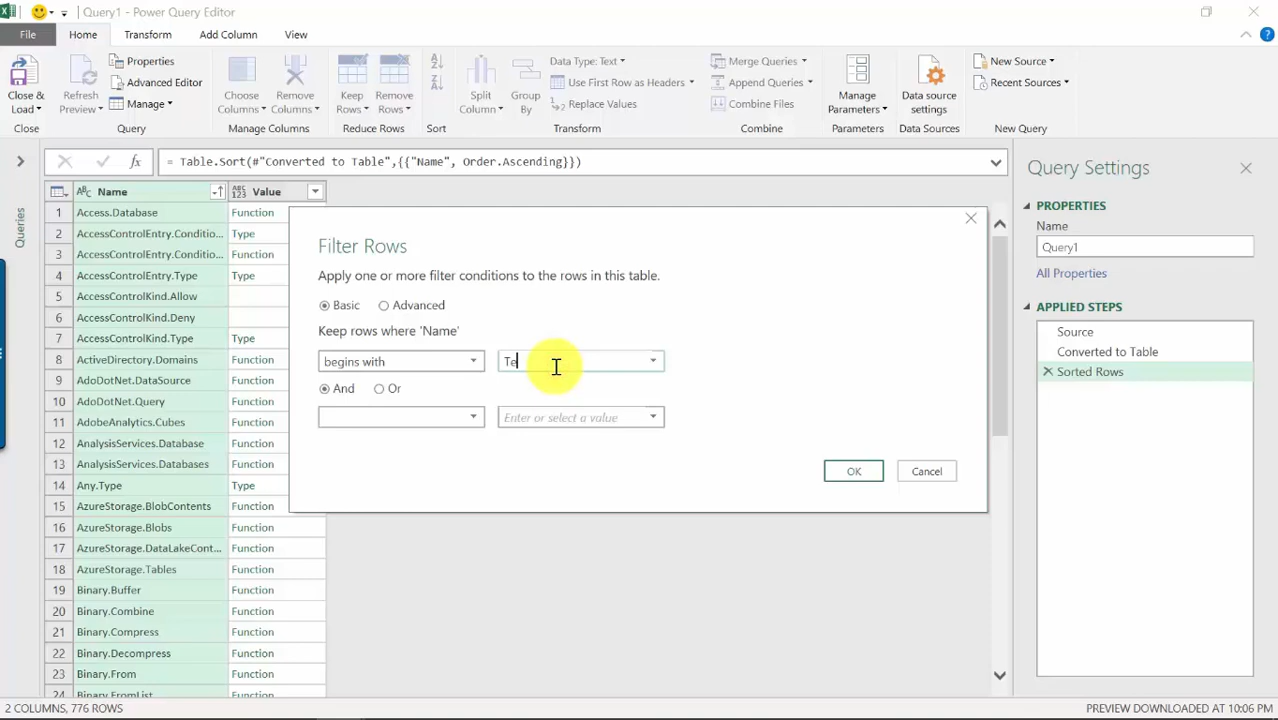 Query1 - Power Query Editor
File Home Transform Add Column View
Close & Load
Refresh Preview
Properties
Advanced Editor
Manage
Choose Columns
Remove Columns
Keep Rows
Remove Rows
Split Column
Group By
Data Type: Text
Use First Row as Headers
Replace Values
Merge Queries
Append Queries
Combine Files
Manage Parameters
Data source settings
New Source
Recent Sources
Close Query Manage Columns Reduce Rows Sort Transform Combine Parameters Data Sources New Query
fx = Table.Sort(#"Converted to Table",{{"Name", Order.Ascending}})
Queries
ABC Name ABC 123 Value
1 Access.Database Function
2 AccessControlEntry.Conditio... Type
3 AccessControlEntry.Conditio... Function
4 AccessControlEntry.Type Type
5 AccessControlKind.Allow
6 AccessControlKind.Deny
7 AccessControlKind.Type Type
8 ActiveDirectory.Domains Function
9 AdoDotNet.DataSource Function
10 AdoDotNet.Query Function
11 AdobeAnalytics.Cubes Function
12 AnalysisServices.Database Function
13 AnalysisServices.Databases Function
14 Any.Type Type
15 AzureStorage.BlobContents Function
16 AzureStorage.Blobs Function
17 AzureStorage.DataLakeCont... Function
18 AzureStorage.Tables Function
19 Binary.Buffer Function
20 Binary.Combine Function
21 Binary.Compress Function
22 Binary.Decompress Function
23 Binary.From Function
24 Binary.FromList Function
Filter Rows
Apply one or more filter conditions to the rows in this table.
Basic Advanced
Keep rows where 'Name'
begins with Te
And Or
Enter or select a value
OK Cancel
Query Settings
PROPERTIES
Name
Query1
All Properties
APPLIED STEPS
Source
Converted to Table
Sorted Rows
2 COLUMNS, 776 ROWS PREVIEW DOWNLOADED AT 10:06 PM